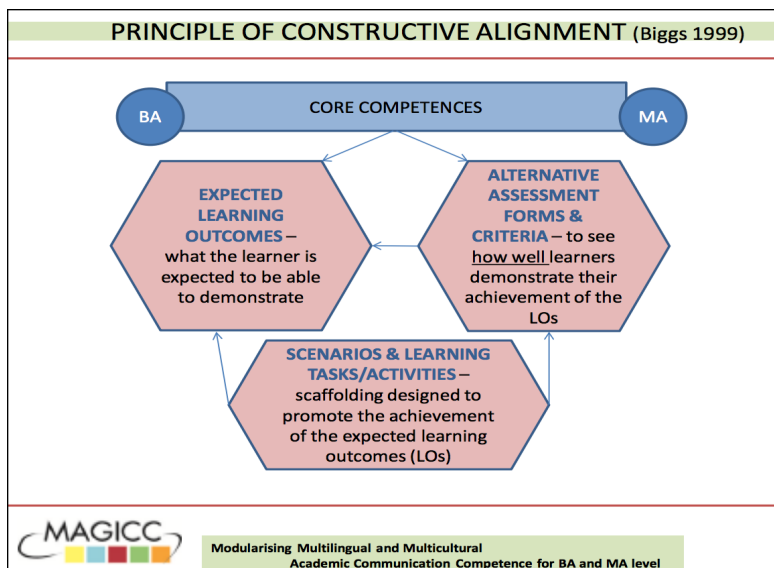 PRINCIPLE OF CONSTRUCTIVE ALIGNMENT (Biggs 1999)
BA
CORE COMPETENCES
MA
EXPECTED
LEARNING
OUTCOMES –
what the learner is
expected to be able
to demonstrate
ALTERNATIVE
ASSESSMENT
FORMS &
CRITERIA – to see
how well learners
demonstrate their
achievement of the
LOs
SCENARIOS & LEARNING
TASKS/ACTIVITIES –
scaffolding designed to
promote the achievement
of the expected learning
outcomes (LOs)
MAGICC
Modularising Multilingual and Multicultural
Academic Communication Competence for BA and MA level